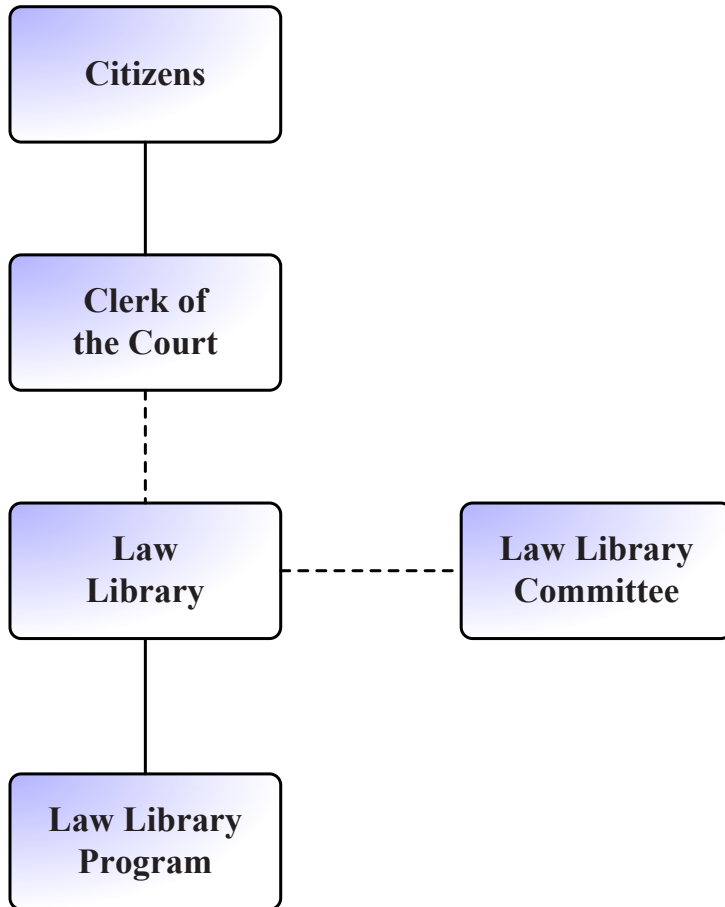 Citizens
Clerk of
the Court
Law
Library
Law Library
Committee
Law Library
Program